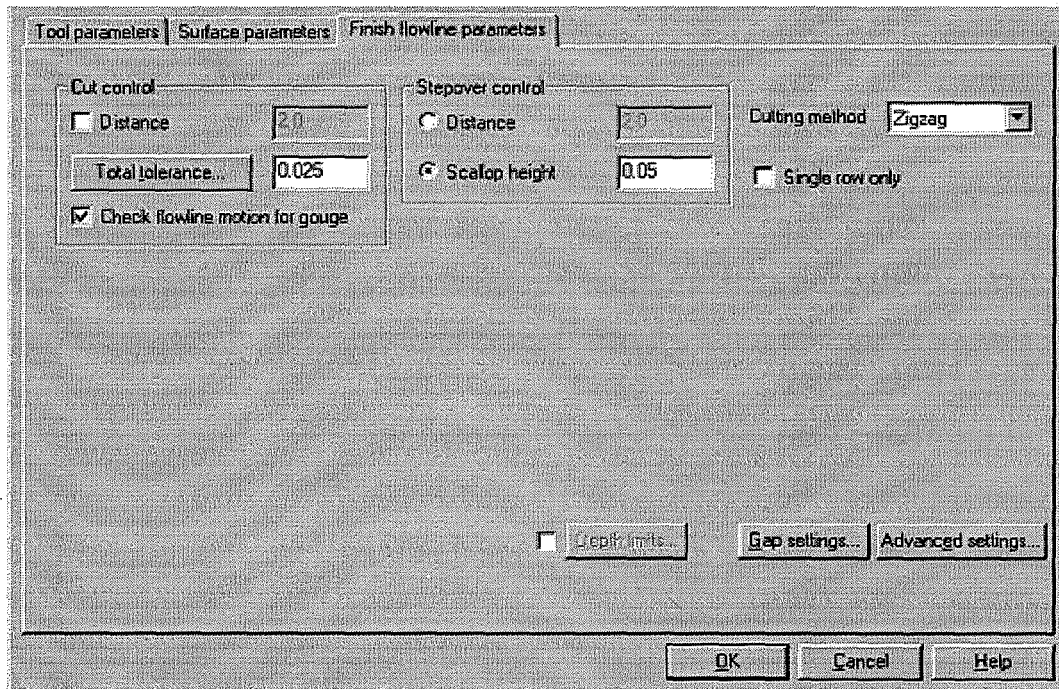 Tool parameters Surface parameters Finish flowline parameters
Cut control
Distance 2.0
Total tolerance... 0.025
Check flowline motion for gouge
Stepover control
Distance 2.0
Scallop height 0.05
Cutting method Zigzag
Single row only
Depth limits... Gap settings... Advanced settings...
OK Cancel Help